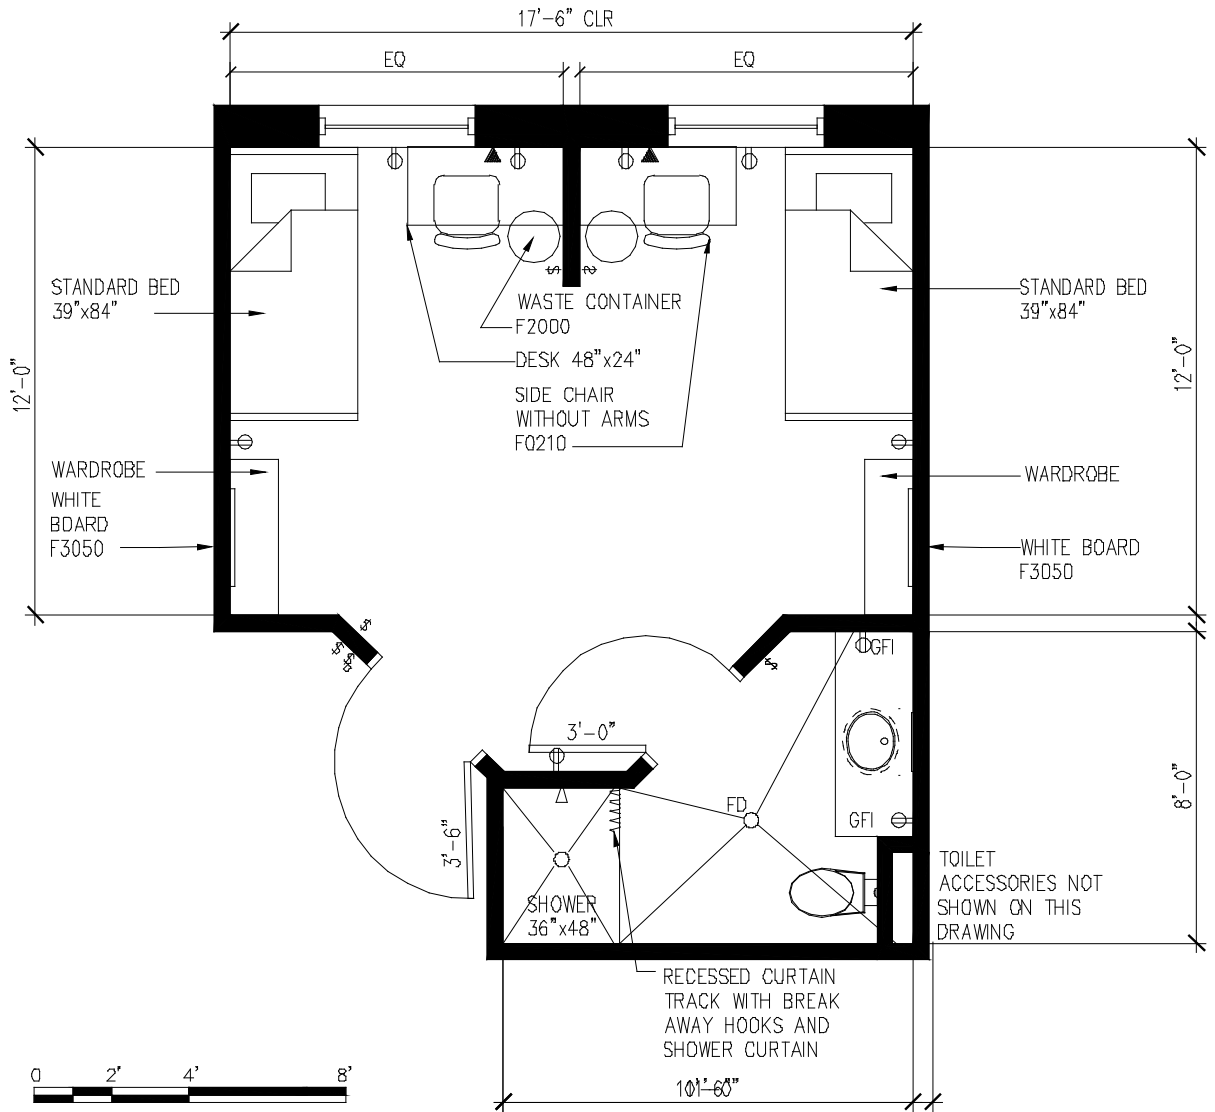 17'-6" CLR
EQ
EQ
STANDARD BED
39"x84"
STANDARD BED
39"x84"
WASTE CONTAINER
F2000
DESK 48"x24"
SIDE CHAIR
WITHOUT ARMS
FQ210
12'-0"
12'-0"
WARDROBE
WHITE
BOARD
F3050
WARDROBE
WHITE BOARD
F3050
GFI
3'-0"
FD
GFI
3'-6"
8'-0"
SHOWER
36"x48"
TOILET
ACCESSORIES NOT
SHOWN ON THIS
DRAWING
RECESSED CURTAIN
TRACK WITH BREAK
AWAY HOOKS AND
SHOWER CURTAIN
0 2' 4' 8'